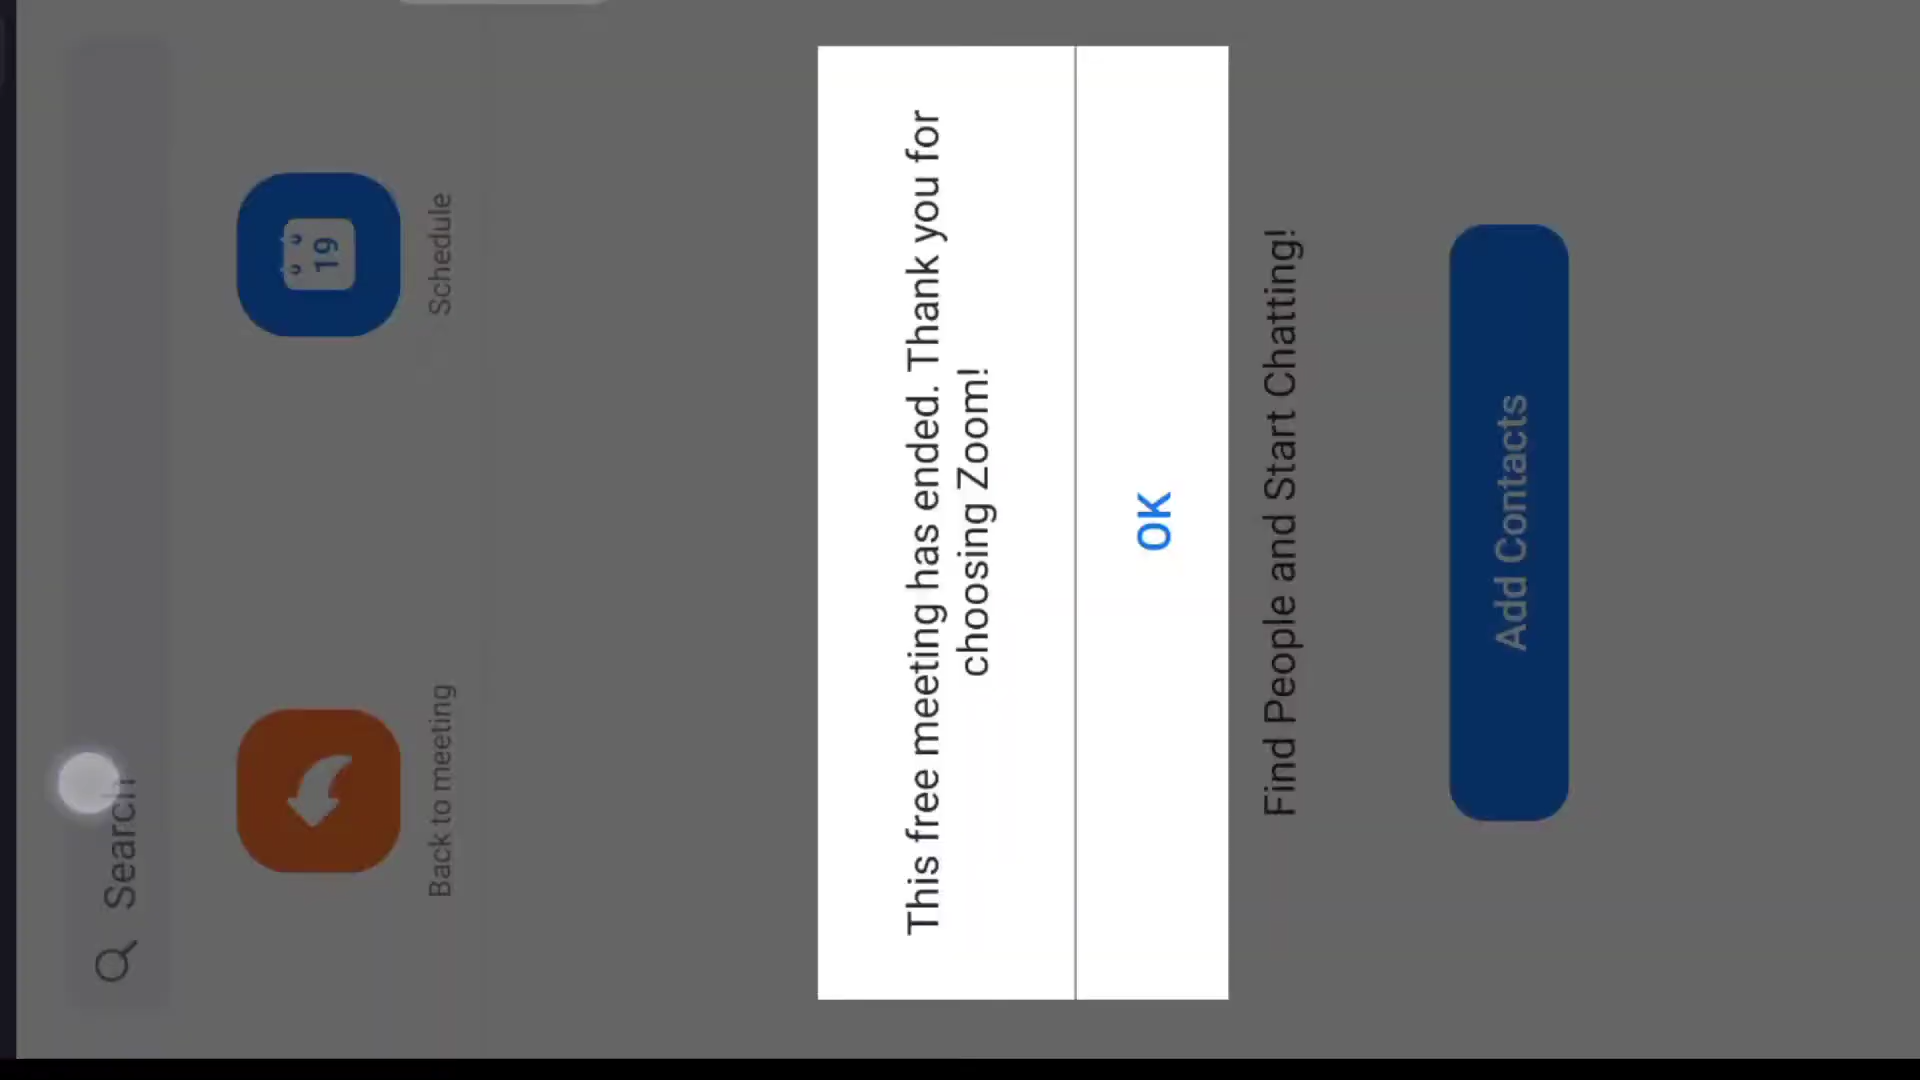 Search
Back to meeting
19
Schedule
This free meeting has ended. Thank you for
choosing Zoom!
OK
Find People and Start Chatting!
Add Contacts